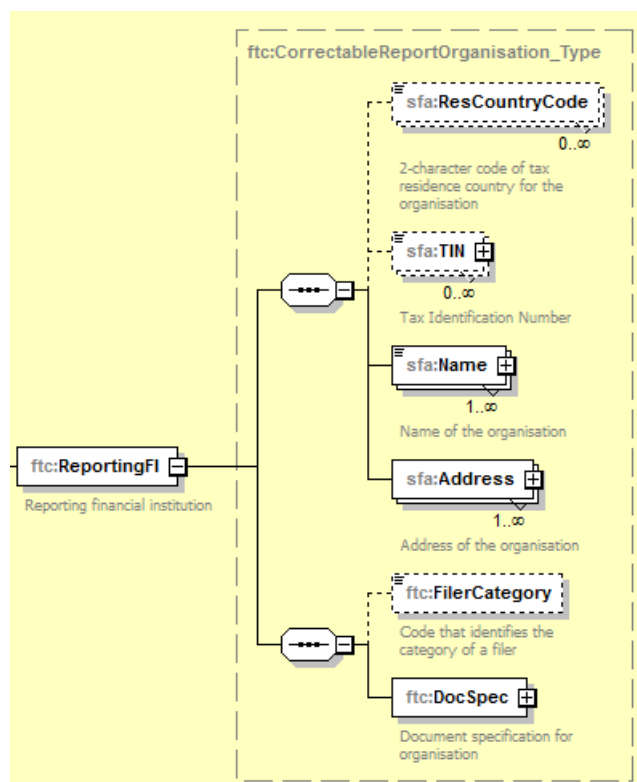 ftc:CorrectableReportOrganisation_Type
sfa:ResCountryCode
0..∞
2-character code of tax
residence country for the
organisation
sfa:TIN
0..∞
Tax Identification Number
sfa:Name
1..∞
Name of the organisation
ftc:ReportingFI
Reporting financial institution
sfa:Address
1..∞
Address of the organisation
ftc:FilerCategory
Code that identifies the
category of a filer
ftc:DocSpec
Document specification for
organisation